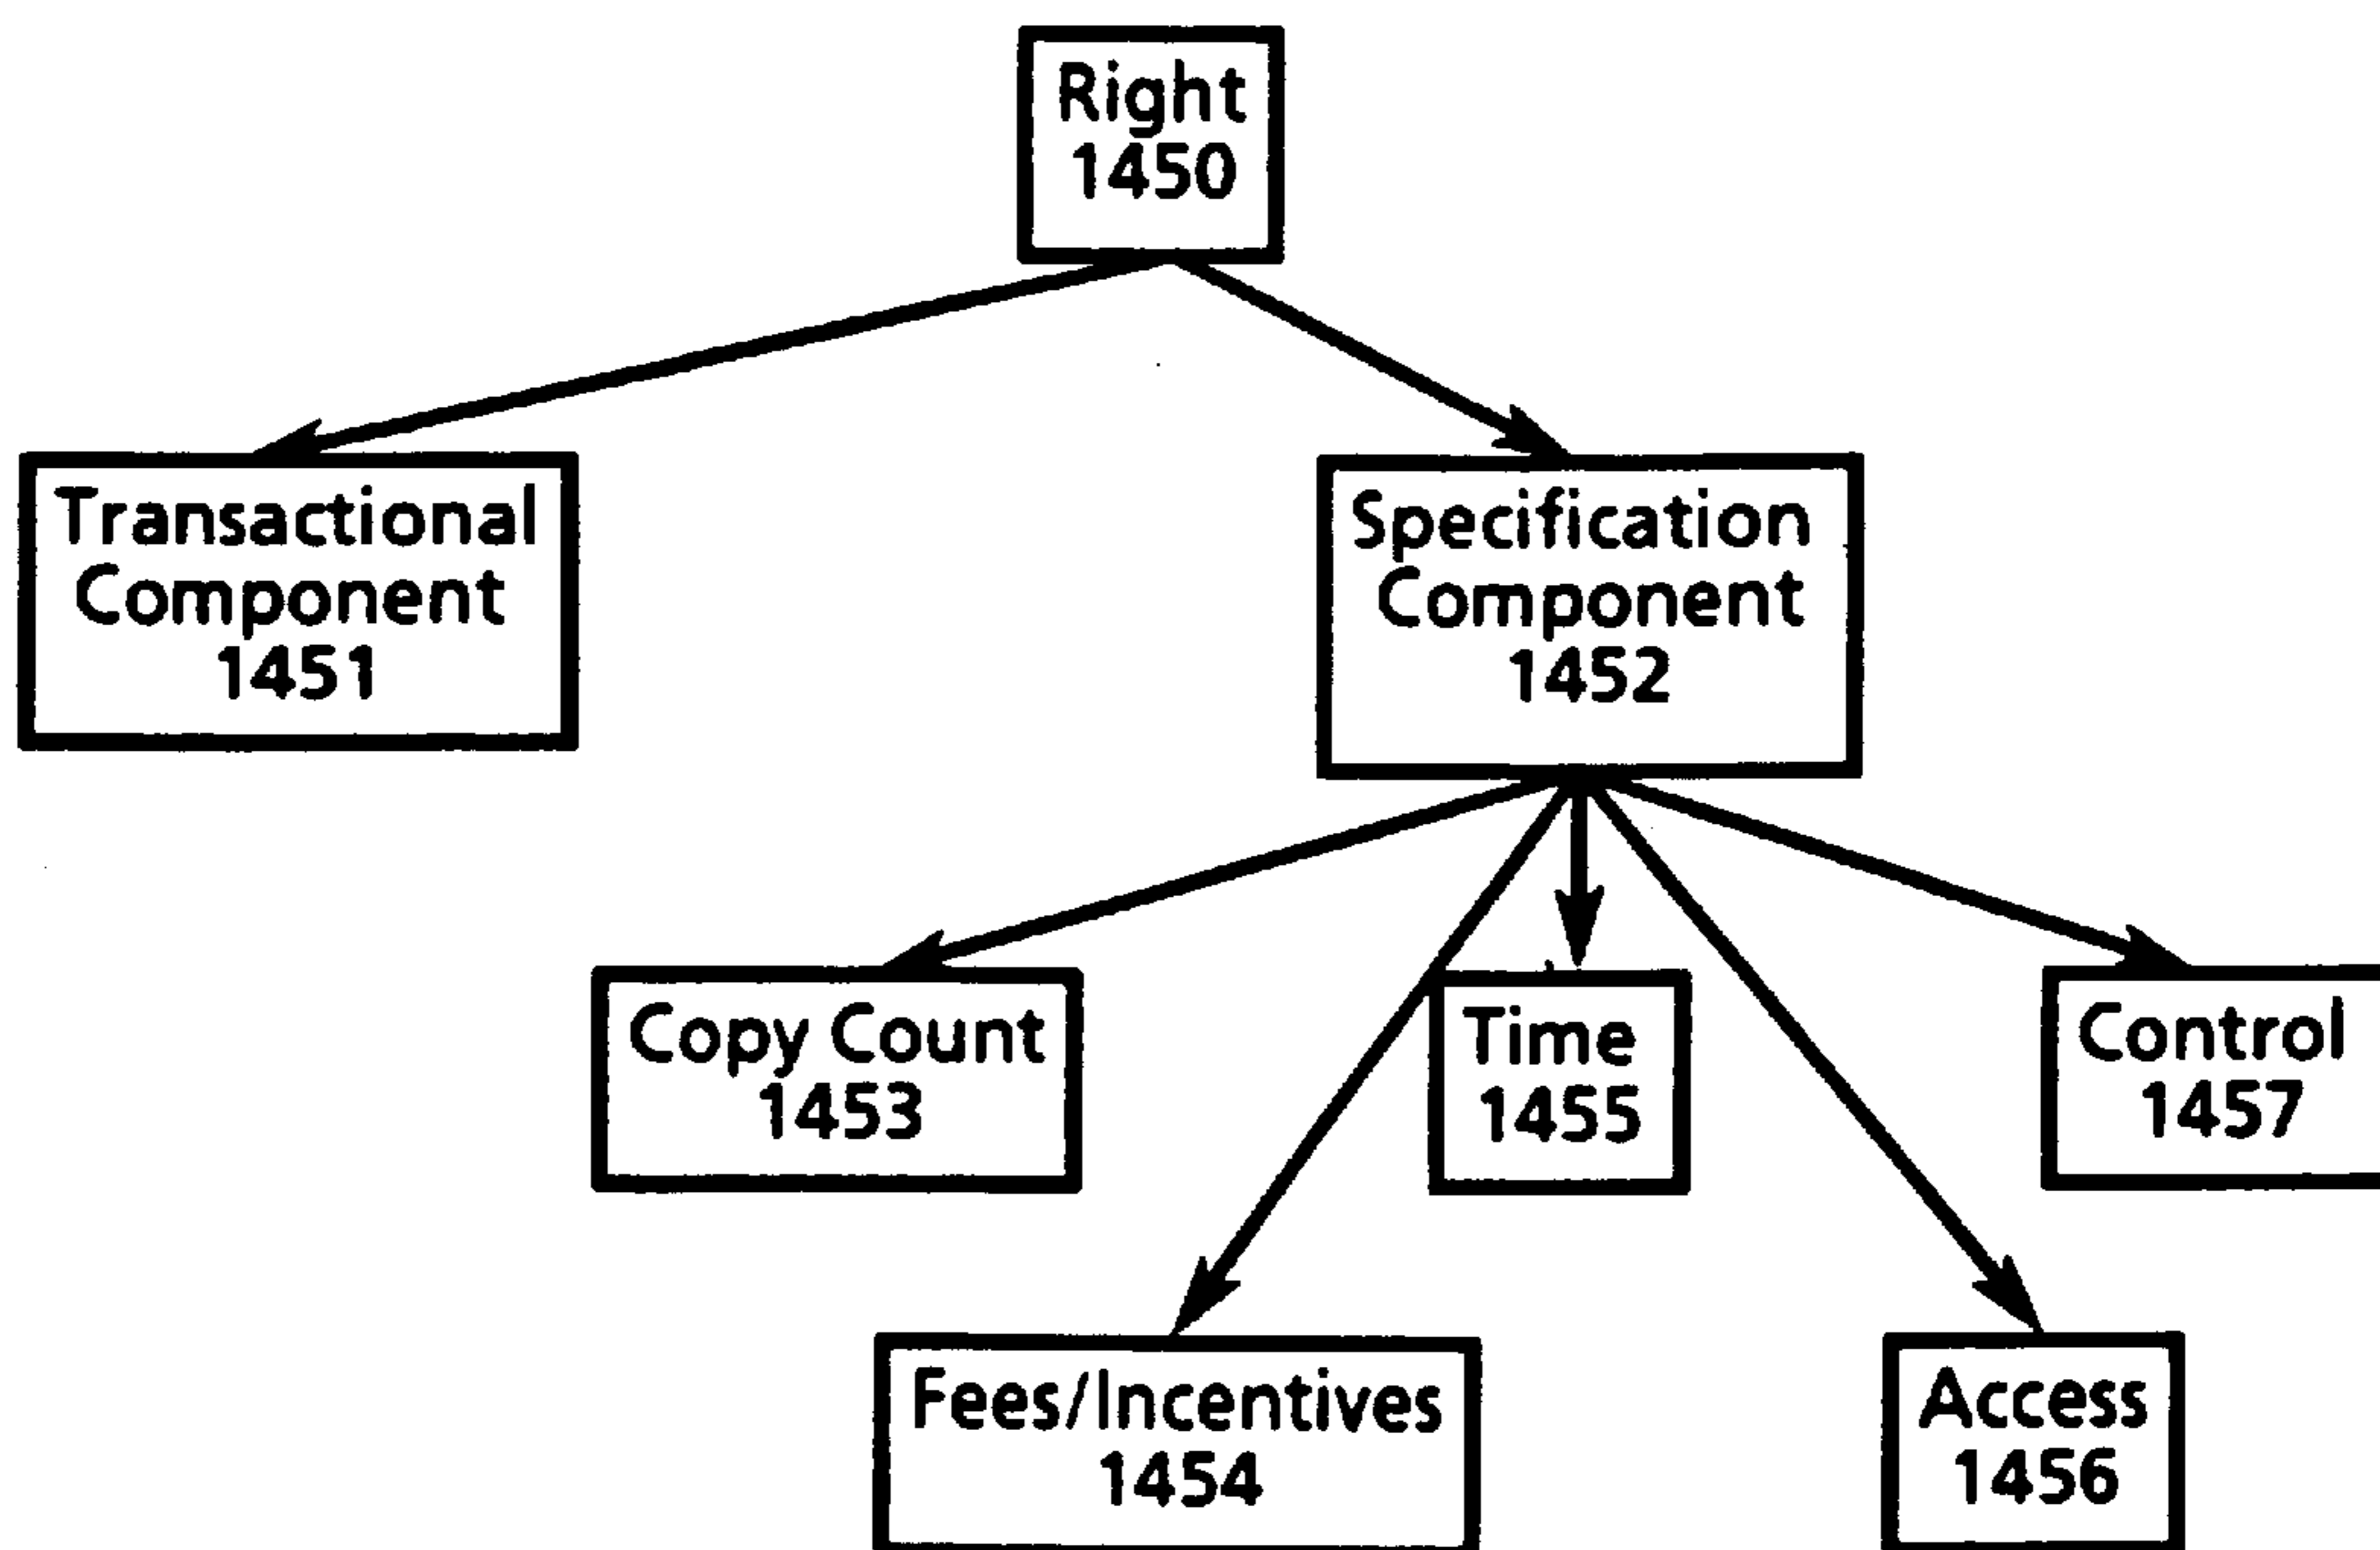 Right
1450
Transactional
Component
1451
Specification
Component
1452
Copy Count
1453
Time
1455
Control
1457
Fees/Incentives
1454
Access
1456